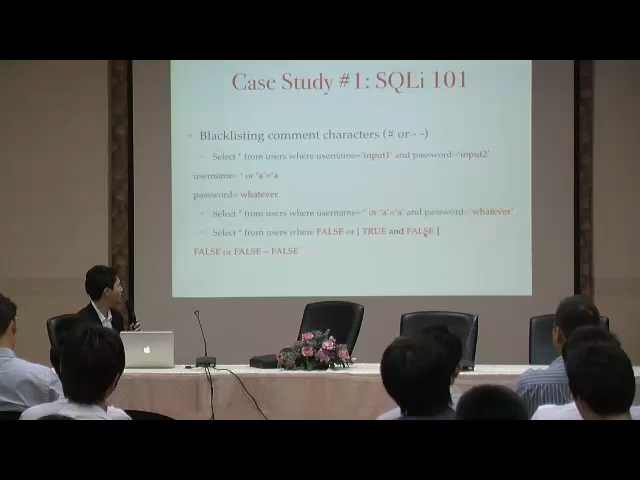 Case Study #1: SQLi 101
Blacklisting comment characters (# or - -)
- Select * from users where username='input1' and password='input2'
username= ' or 'a'='a
password= whatever
- Select * from users where username='' or 'a'='a' and password='whatever'
- Select * from users where FALSE or [ TRUE and FALSE ]
FALSE or FALSE = FALSE